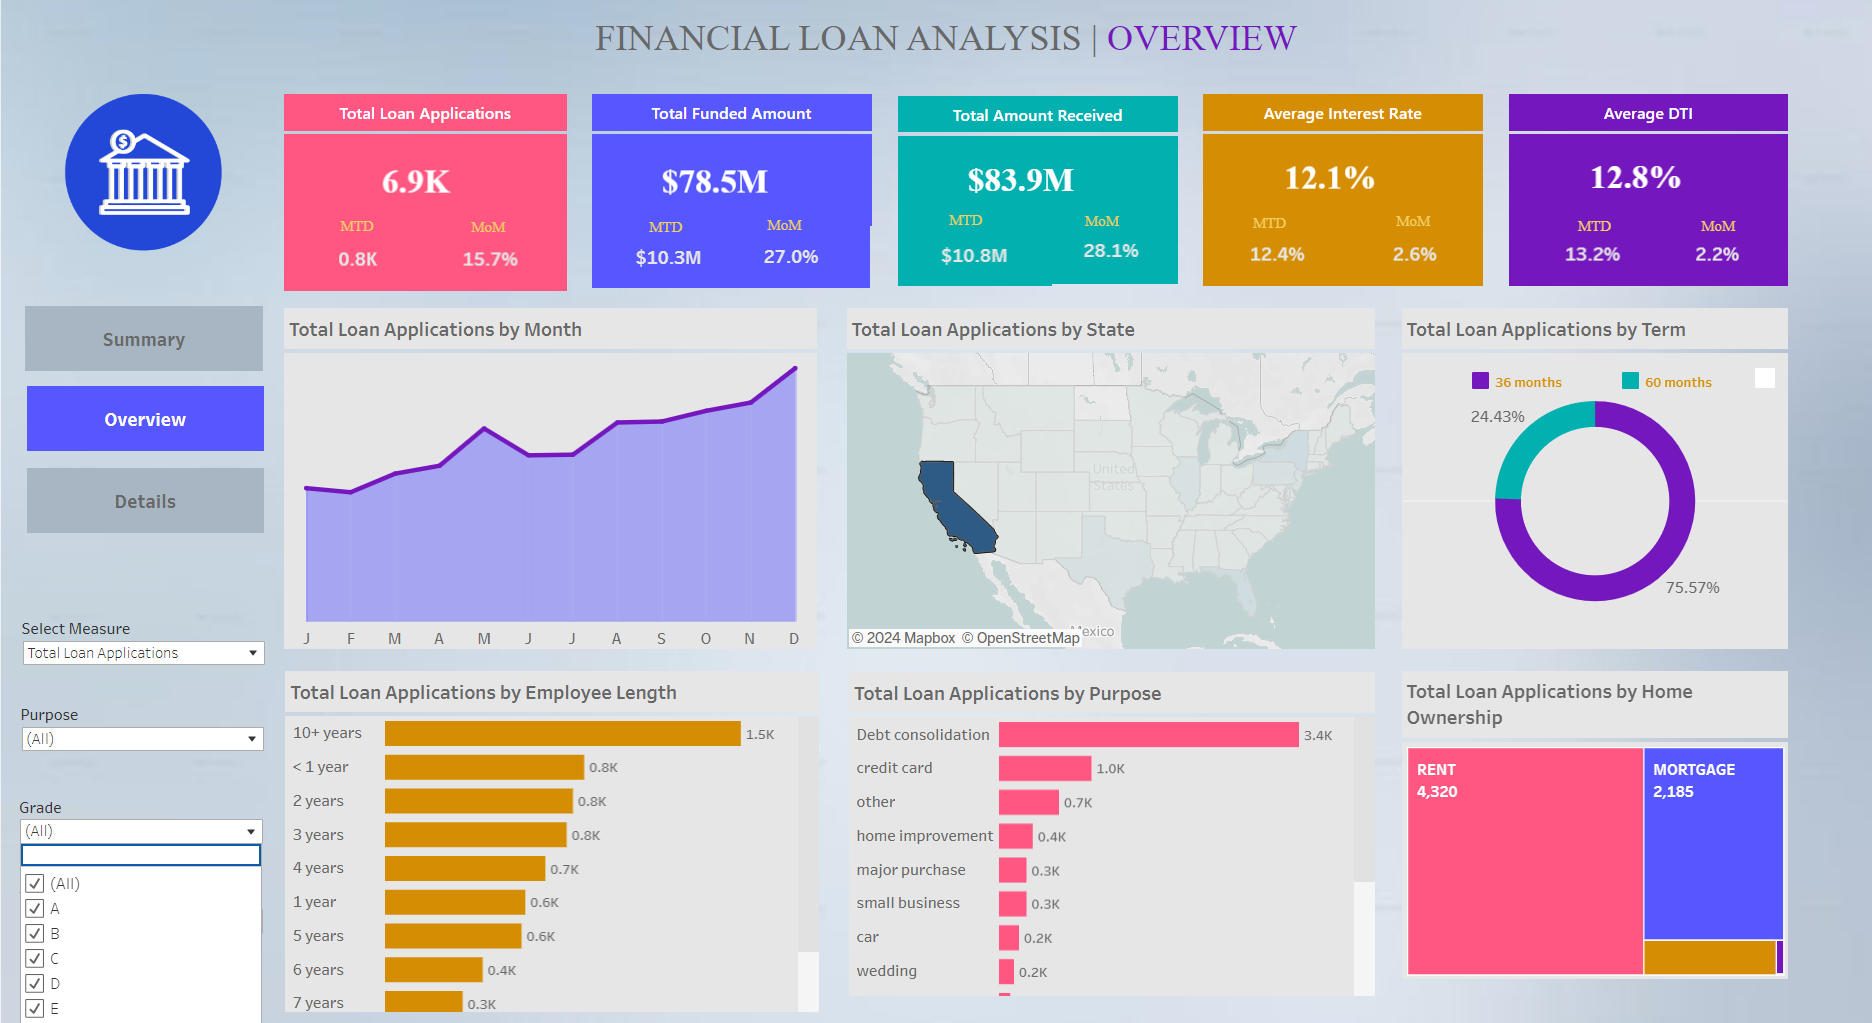 FINANCIAL LOAN ANALYSIS | OVERVIEW
Total Loan Applications
6.9K
MTD MoM
0.8K 15.7%
Total Funded Amount
$78.5M
MTD MoM
$10.3M 27.0%
Total Amount Received
$83.9M
MTD MoM
$10.8M 28.1%
Average Interest Rate
12.1%
MTD MoM
12.4% 2.6%
Average DTI
12.8%
MTD MoM
13.2% 2.2%
$
Summary
Overview
Details
Select Measure
Total Loan Applications
Purpose
(All)
Grade
(All)
(All)
A
B
C
D
E
Total Loan Applications by Month
J F M A M J J A S O N D
Total Loan Applications by State
United
States
Mexico
© 2024 Mapbox © OpenStreetMap
Total Loan Applications by Term
36 months 60 months
24.43%
75.57%
Total Loan Applications by Employee Length
10+ years 1.5K
< 1 year 0.8K
2 years 0.8K
3 years 0.8K
4 years 0.7K
1 year 0.6K
5 years 0.6K
6 years 0.4K
7 years 0.3K
Total Loan Applications by Purpose
Debt consolidation 3.4K
credit card 1.0K
other 0.7K
home improvement 0.4K
major purchase 0.3K
small business 0.3K
car 0.2K
wedding 0.2K
Total Loan Applications by Home
Ownership
RENT
4,320
MORTGAGE
2,185